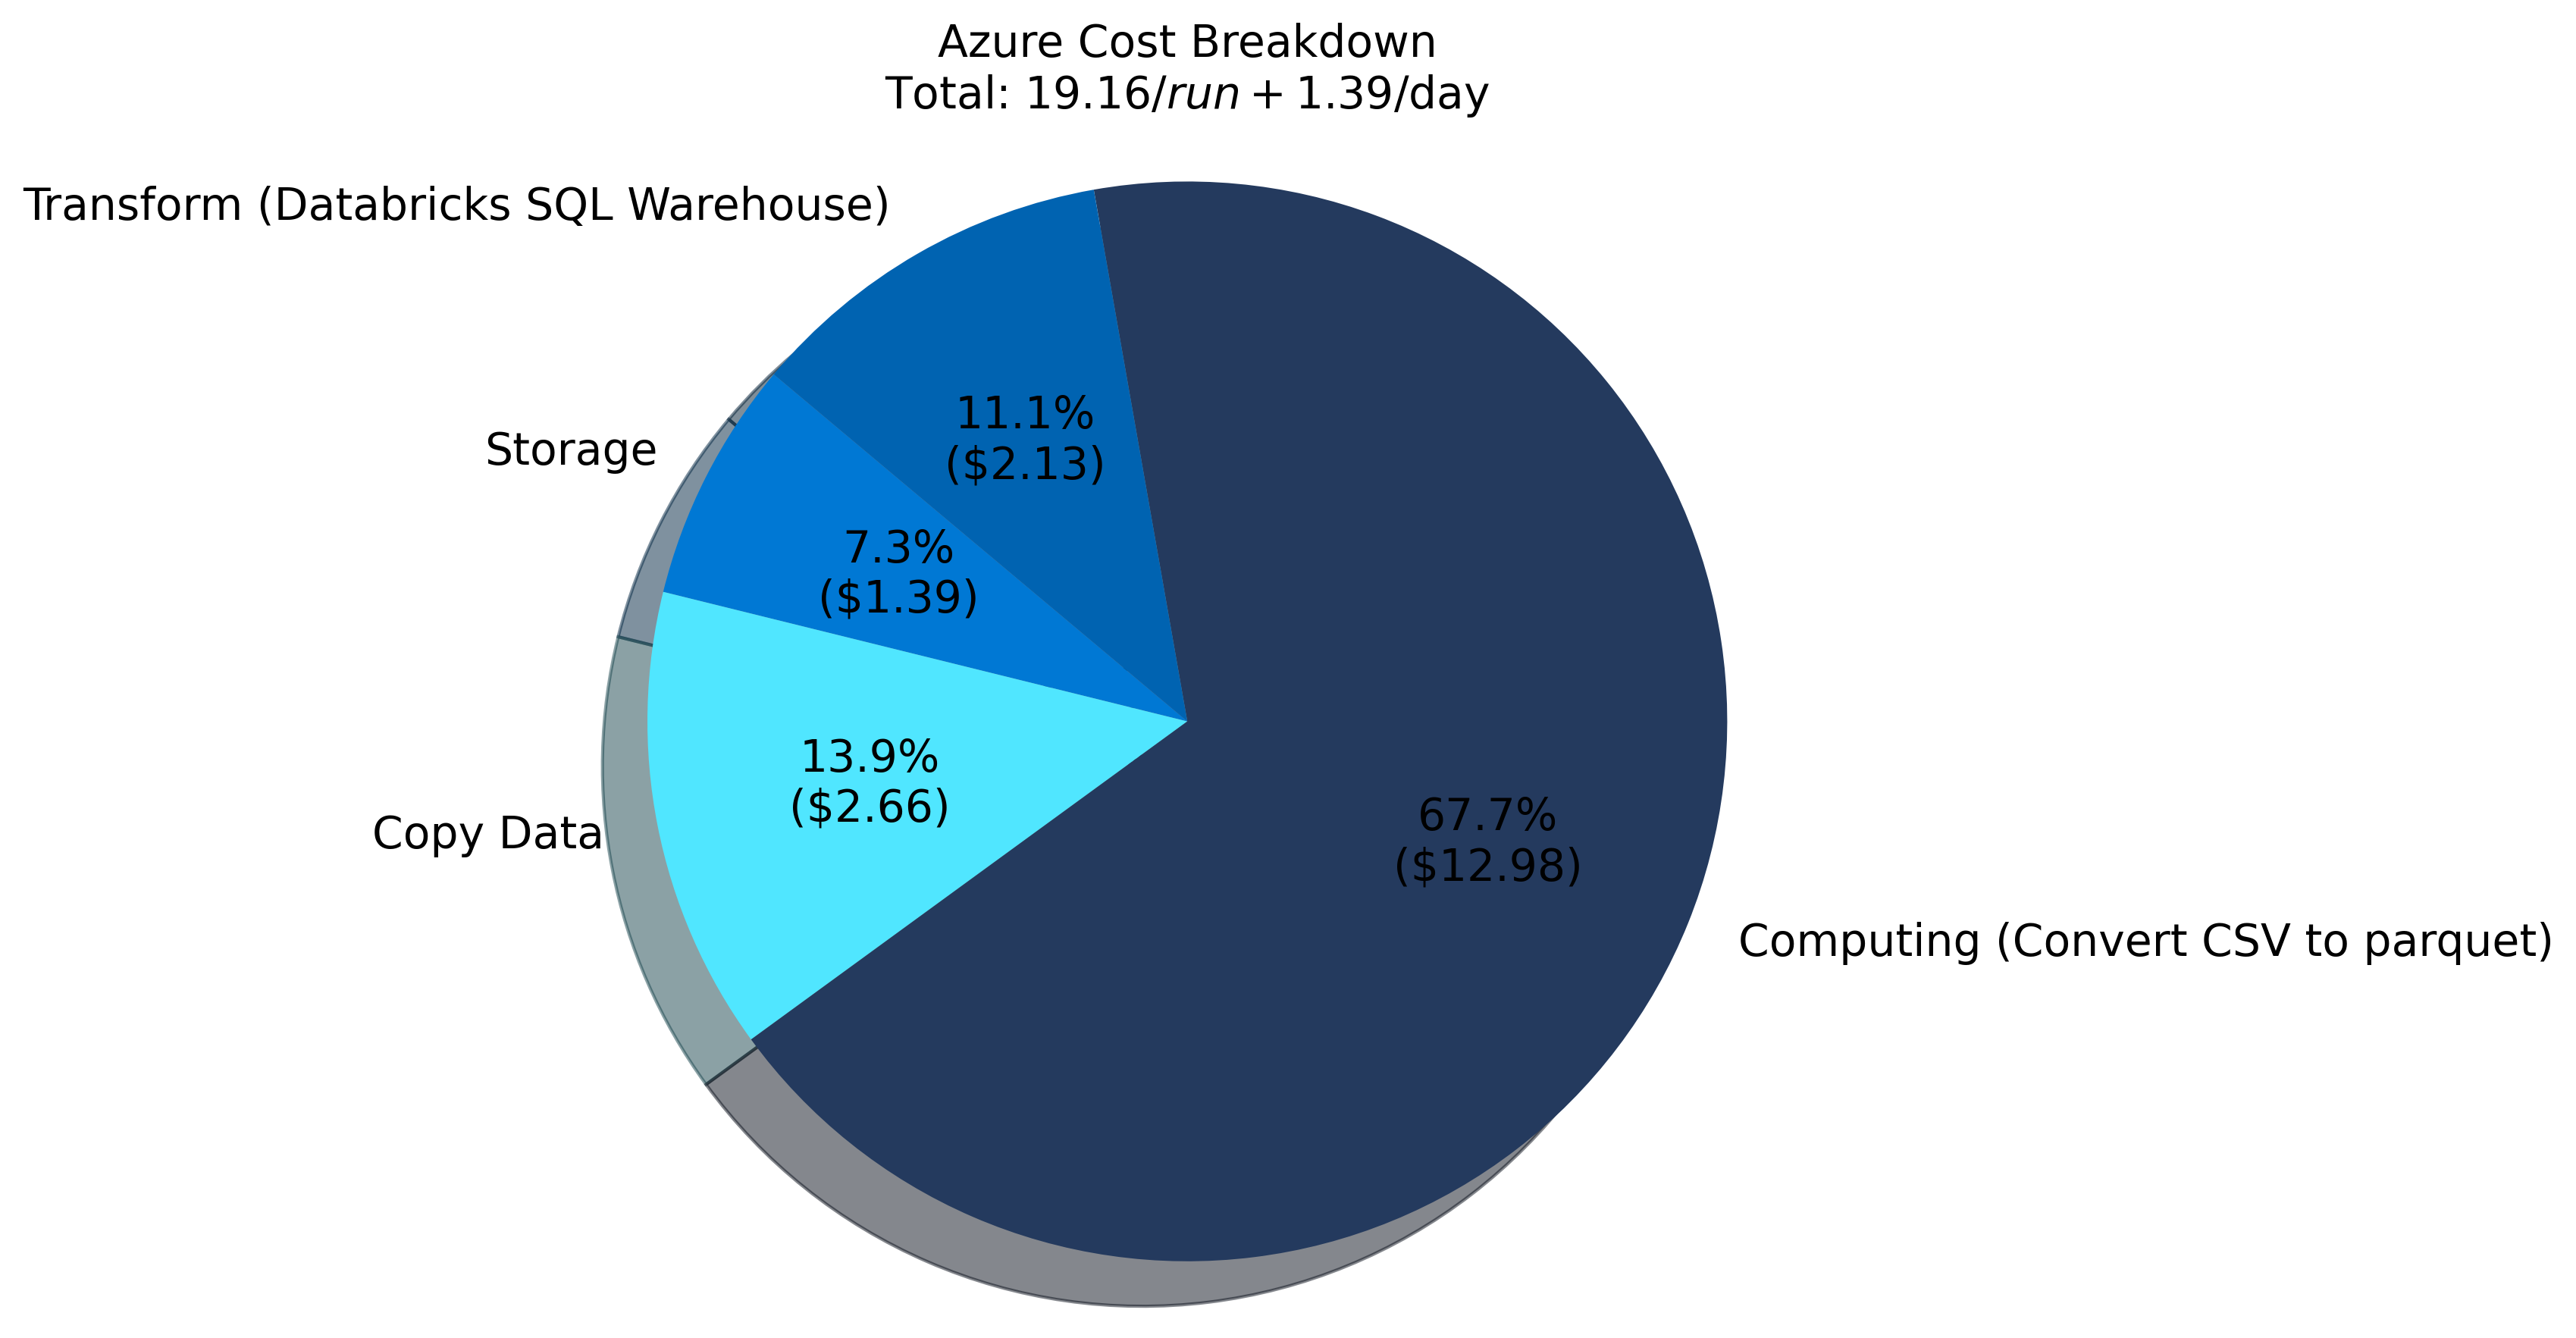 Azure Cost Breakdown
Total: 19.16/run + 1.39/day
Transform (Databricks SQL Warehouse)
11.1%
($2.13)
Storage
7.3%
($1.39)
Copy Data
13.9%
($2.66)
67.7%
($12.98)
Computing (Convert CSV to parquet)